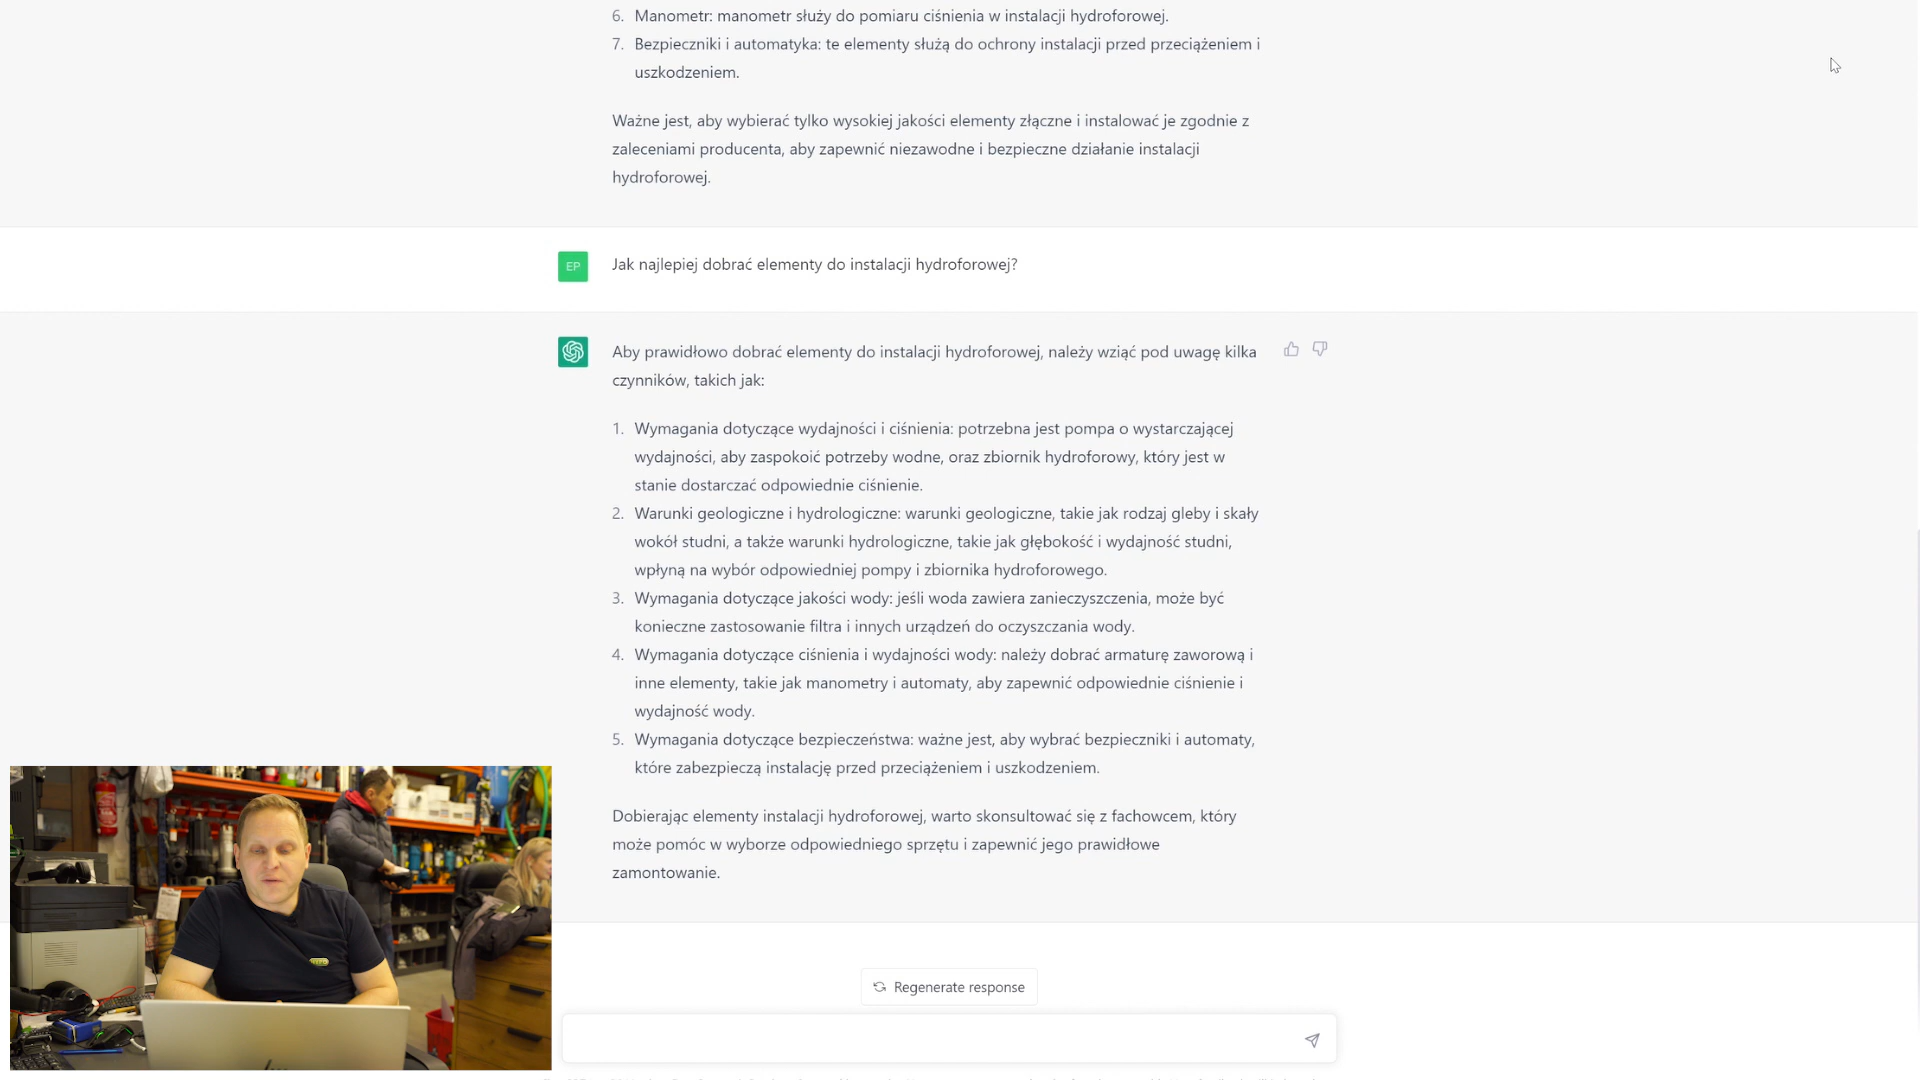 6. Manometr: manometr służy do pomiaru ciśnienia w instalacji hydroforowej.
7. Bezpieczniki i automatyka: te elementy służą do ochrony instalacji przed przeciążeniem i
uszkodzeniem.
Ważne jest, aby wybierać tylko wysokiej jakości elementy złączne i instalować je zgodnie z
zaleceniami producenta, aby zapewnić niezawodne i bezpieczne działanie instalacji
hydroforowej.
EP
Jak najlepiej dobrać elementy do instalacji hydroforowej?
Aby prawidłowo dobrać elementy do instalacji hydroforowej, należy wziąć pod uwagę kilka
czynników, takich jak:
1. Wymagania dotyczące wydajności i ciśnienia: potrzebna jest pompa o wystarczającej
wydajności, aby zaspokoić potrzeby wodne, oraz zbiornik hydroforowy, który jest w
stanie dostarczać odpowiednie ciśnienie.
2. Warunki geologiczne i hydrologiczne: warunki geologiczne, takie jak rodzaj gleby i skały
wokół studni, a także warunki hydrologiczne, takie jak głębokość i wydajność studni,
wpłyną na wybór odpowiedniej pompy i zbiornika hydroforowego.
3. Wymagania dotyczące jakości wody: jeśli woda zawiera zanieczyszczenia, może być
konieczne zastosowanie filtra i innych urządzeń do oczyszczania wody.
4. Wymagania dotyczące ciśnienia i wydajności wody: należy dobrać armaturę zaworową i
inne elementy, takie jak manometry i automaty, aby zapewnić odpowiednie ciśnienie i
wydajność wody.
5. Wymagania dotyczące bezpieczeństwa: ważne jest, aby wybrać bezpieczniki i automaty,
które zabezpieczą instalację przed przeciążeniem i uszkodzeniem.
Dobierając elementy instalacji hydroforowej, warto skonsultować się z fachowcem, który
może pomóc w wyborze odpowiedniego sprzętu i zapewnić jego prawidłowe
zamontowanie.
Regenerate response